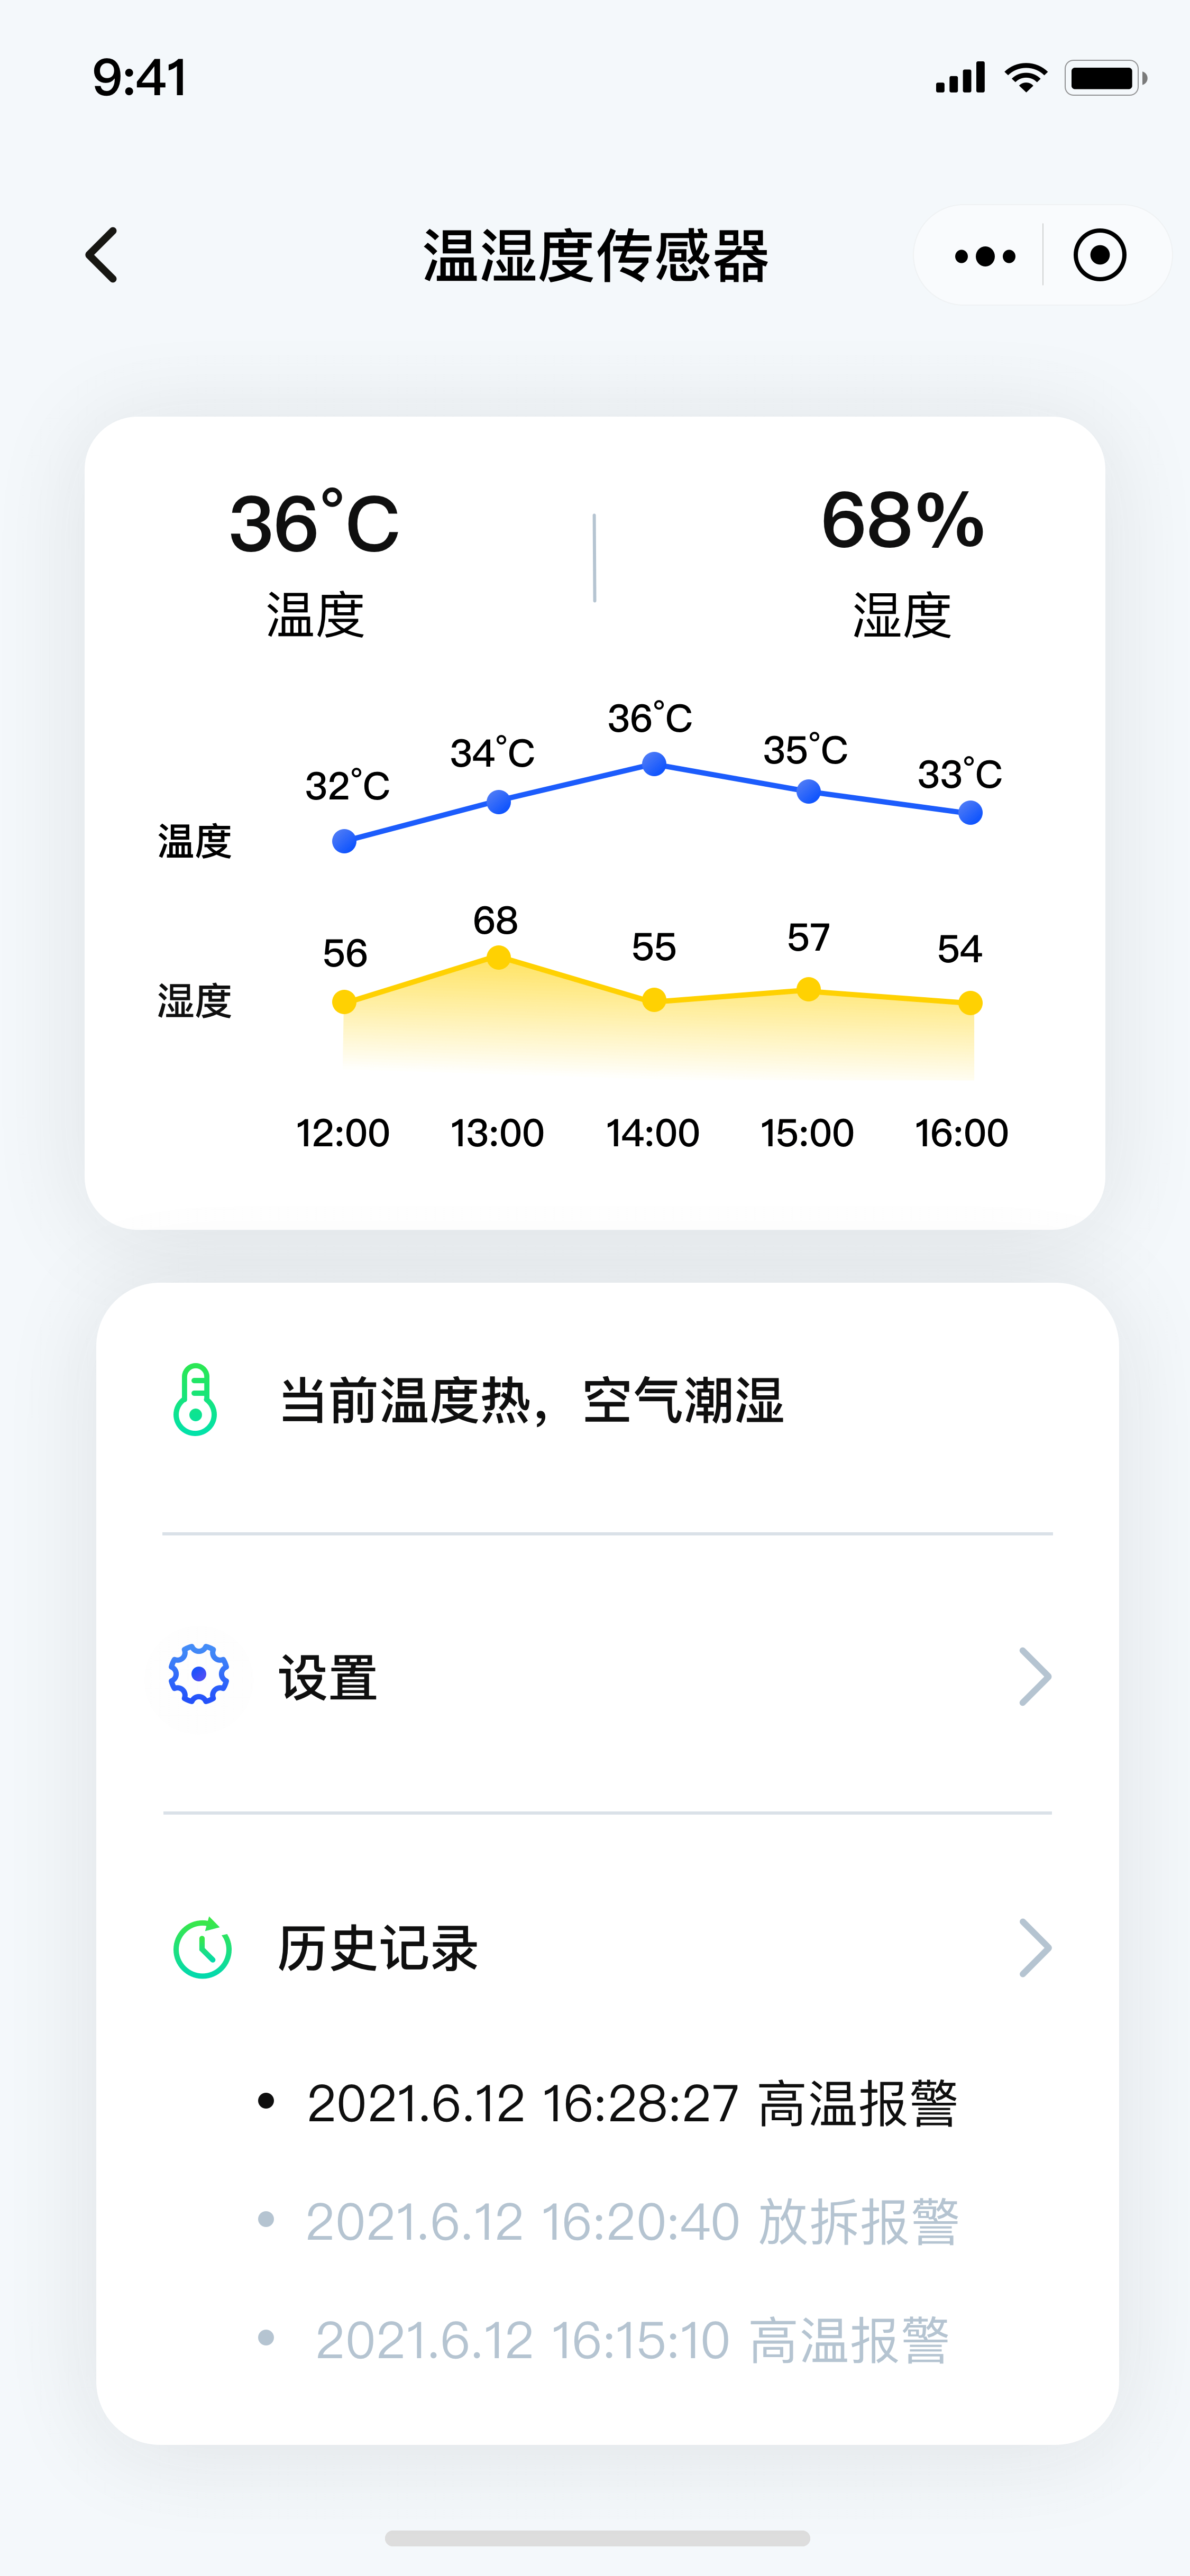 9:41
温湿度传感器
36°C
68%
温度
湿度
32°C 34°C 36°C 35°C 33°C
温度
56 68 55 57 54
湿度
12:00 13:00 14:00 15:00 16:00
当前温度热，空气潮湿
设置
历史记录
2021.6.12 16:28:27 高温报警
2021.6.12 16:20:40 放拆报警
2021.6.12 16:15:10 高温报警